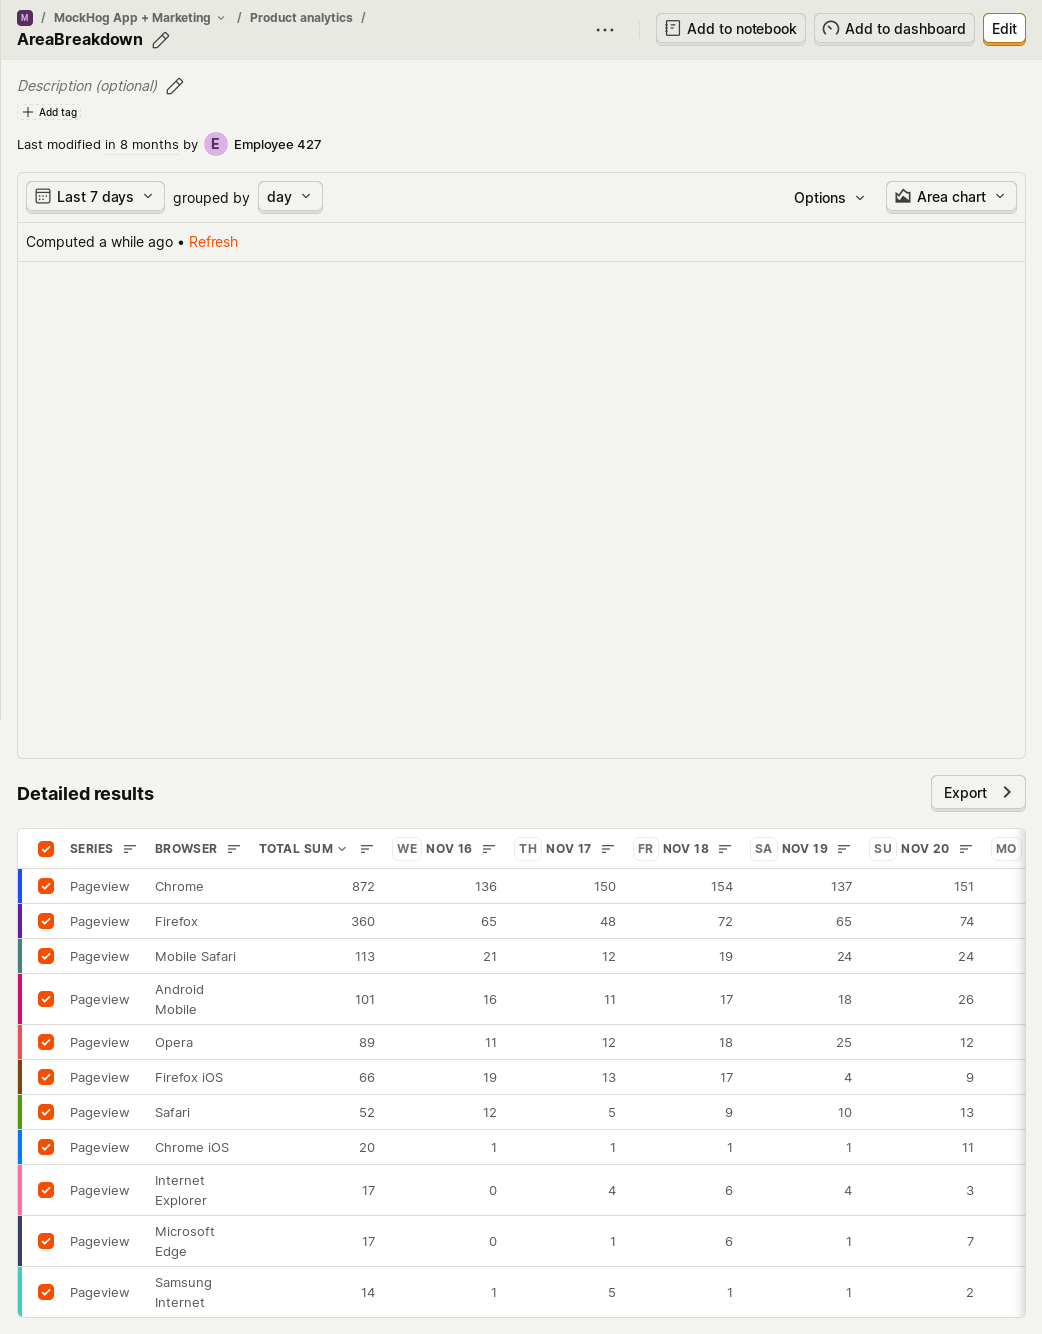 M / MockHog App + Marketing / Product analytics /
AreaBreakdown
Add to notebook
Add to dashboard
Edit
Description (optional)
Add tag
Last modified in 8 months by E Employee 427
Last 7 days grouped by day
Options
Area chart
Computed a while ago • Refresh
Detailed results
Export
SERIES BROWSER TOTAL SUM WE NOV 16 TH NOV 17 FR NOV 18 SA NOV 19 SU NOV 20 MO
Pageview Chrome 872 136 150 154 137 151
Pageview Firefox 360 65 48 72 65 74
Pageview Mobile Safari 113 21 12 19 24 24
Pageview Android Mobile 101 16 11 17 18 26
Pageview Opera 89 11 12 18 25 12
Pageview Firefox iOS 66 19 13 17 4 9
Pageview Safari 52 12 5 9 10 13
Pageview Chrome iOS 20 1 1 1 1 11
Pageview Internet Explorer 17 0 4 6 4 3
Pageview Microsoft Edge 17 0 1 6 1 7
Pageview Samsung Internet 14 1 5 1 1 2